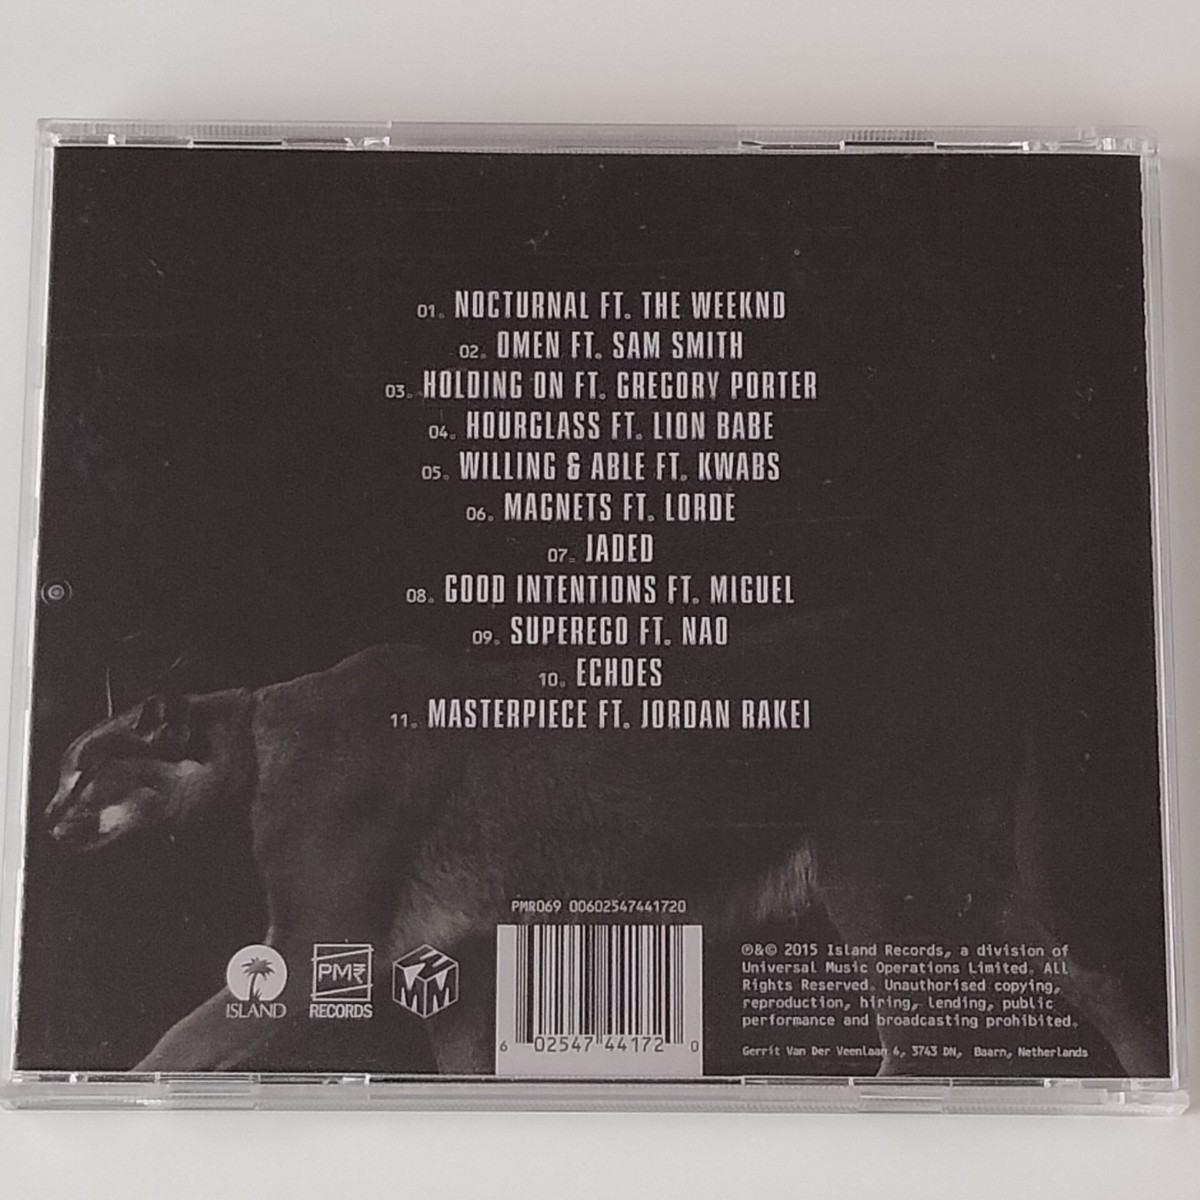 01. NOCTURNAL FT. THE WEEKND
02. OMEN FT. SAM SMITH
03. HOLDING ON FT. GREGORY PORTER
04. HOURGLASS FT. LION BABE
05. WILLING & ABLE FT. KWABS
06. MAGNETS FT. LORDE
07. JADED
08. GOOD INTENTIONS FT. MIGUEL
09. SUPEREGO FT. NAO
10. ECHOES
11. MASTERPIECE FT. JORDAN RAKEI
PMR069 00602547441720
6 02547 44172 0
ISLAND
PMR
RECORDS
℗&© 2015 Island Records, a division of
Universal Music Operations Limited. All
Rights Reserved. Unauthorised copying,
reproduction, hiring, lending, public
performance and broadcasting prohibited.
Gerrit Van Der Veenlaan 4, 3743 DN, Baarn, Netherlands